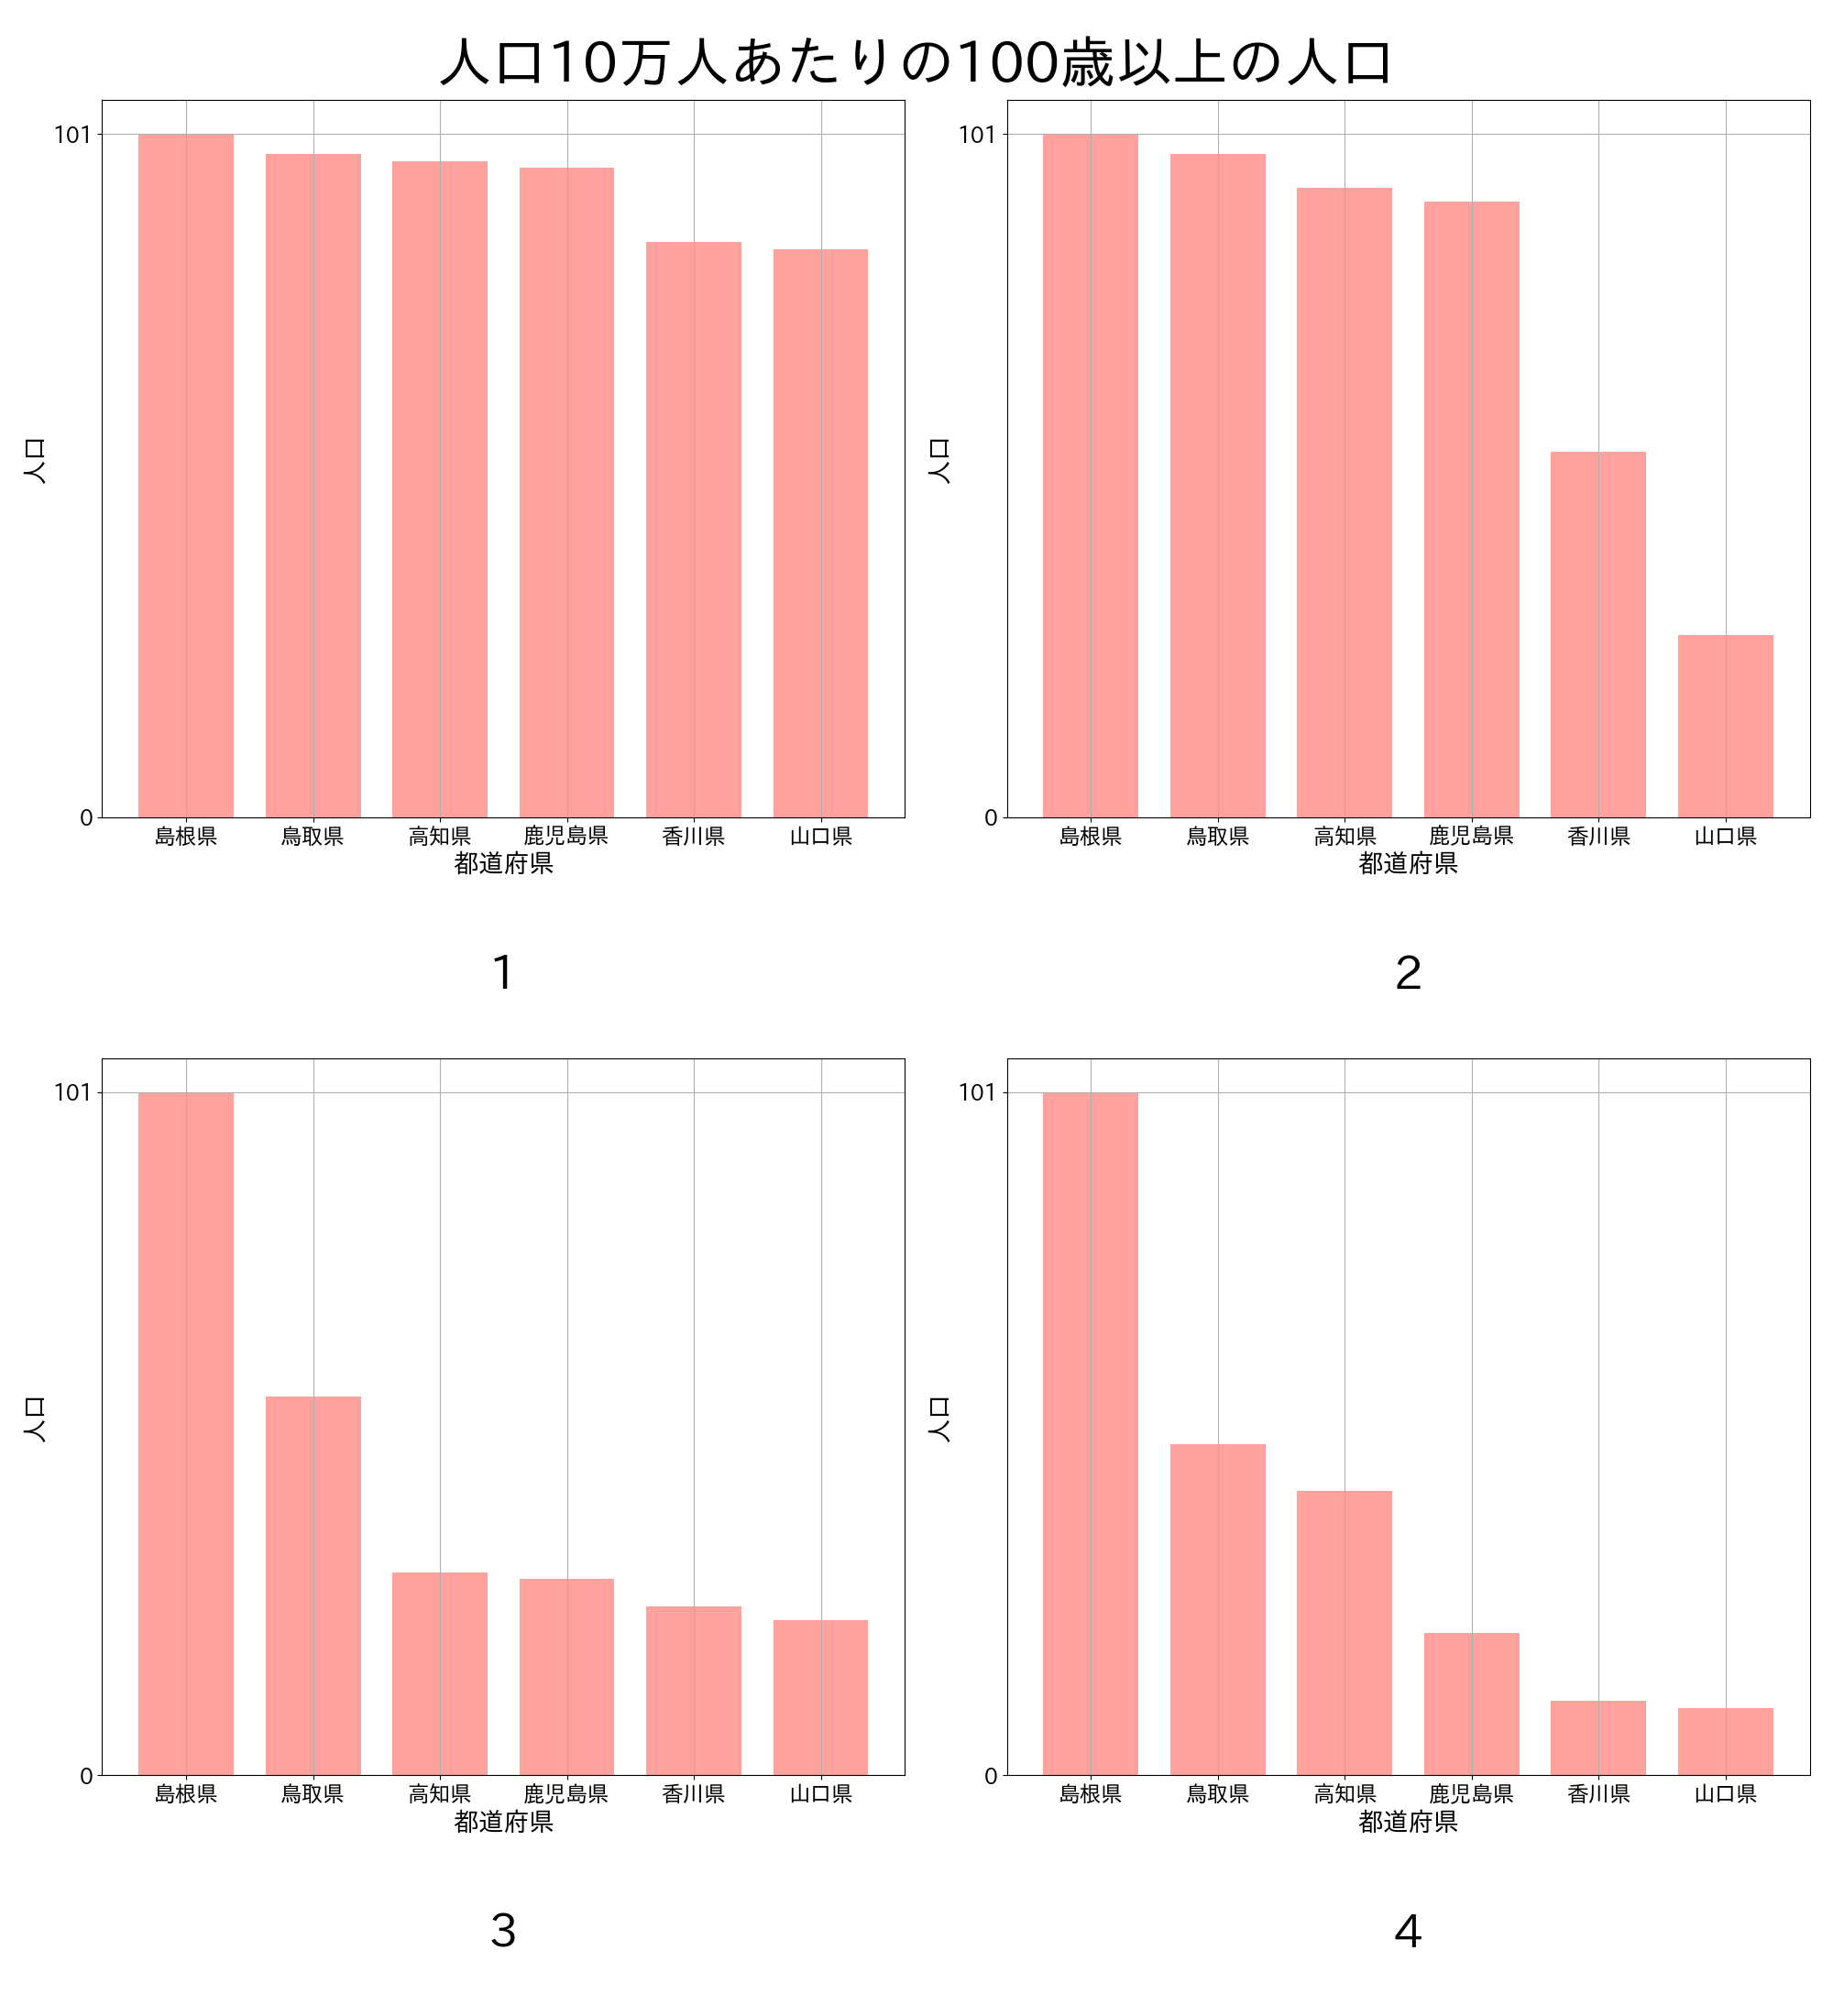 人口10万人あたりの100歳以上の人口
101
人口
0
島根県 鳥取県 高知県 鹿児島県 香川県 山口県
都道府県
1
101
人口
0
島根県 鳥取県 高知県 鹿児島県 香川県 山口県
都道府県
2
101
人口
0
島根県 鳥取県 高知県 鹿児島県 香川県 山口県
都道府県
3
101
人口
0
島根県 鳥取県 高知県 鹿児島県 香川県 山口県
都道府県
4